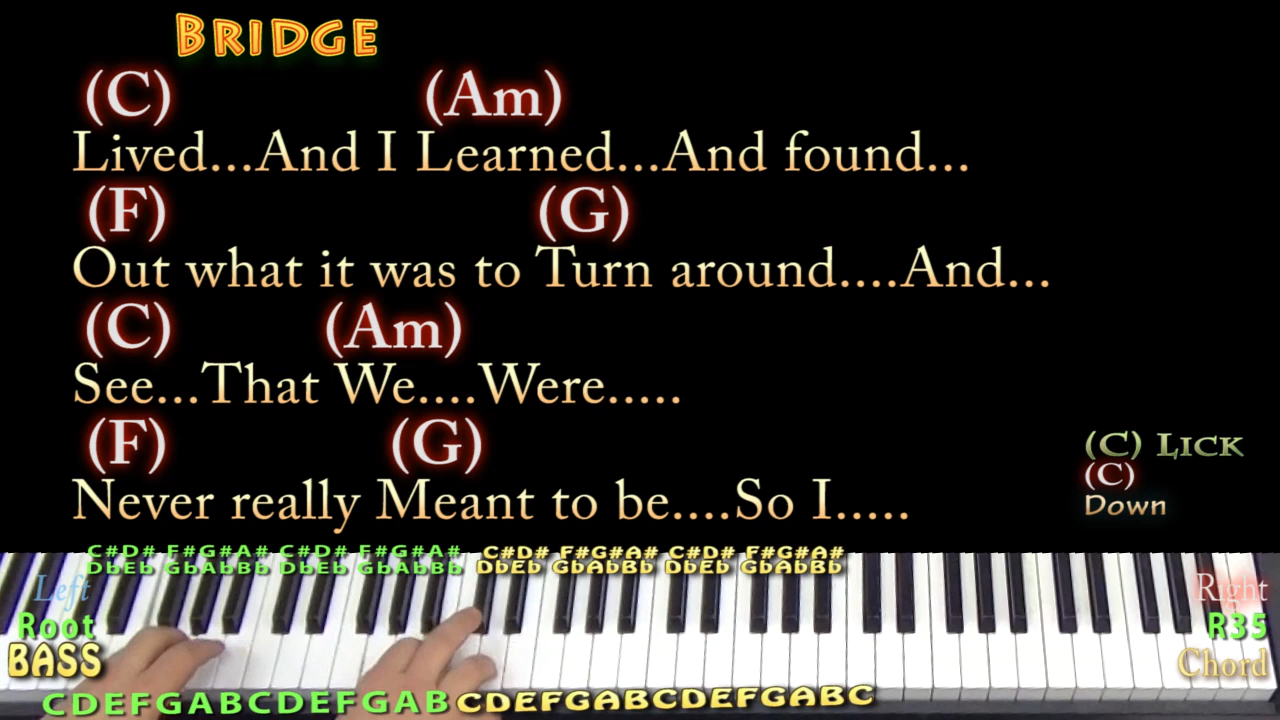 BRIDGE
(C) (Am)
Lived...And I Learned...And found...
(F) (G)
Out what it was to Turn around....And...
(C) (Am)
See...That We....Were.....
(F) (G)
Never really Meant to be....So I.....
(C) LICK
(C)
Down
C#D# F#G#A# C#D# F#G#A# C#D# F#G#A# C#D# F#G#A#
DbEb GbAbBb DbEb GbAbBb DbEb GbAbBb DbEb GbAbBb
Left
Root
BASS
Right
R35
Chord
CDEFGABCDEFGABCDEFGABCDEFGABC